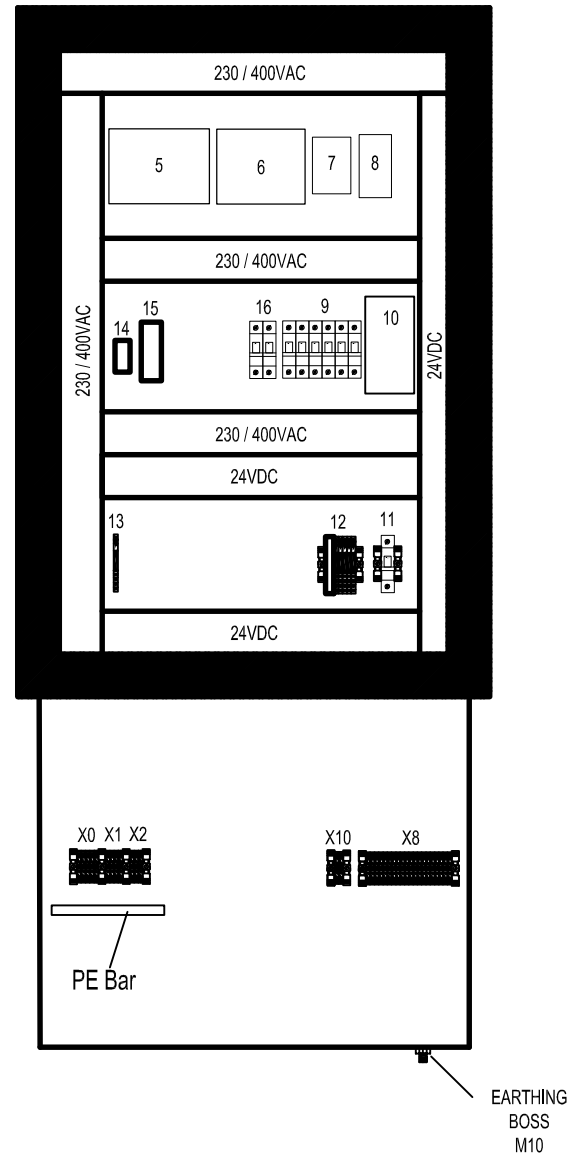 230 / 400VAC
5 6 7 8
230 / 400VAC
230 / 400VAC
24VDC
14 15 16 9 10
230 / 400VAC
24VDC
13 12 11
24VDC
X0 X1 X2 X10 X8
PE Bar
EARTHING
BOSS
M10